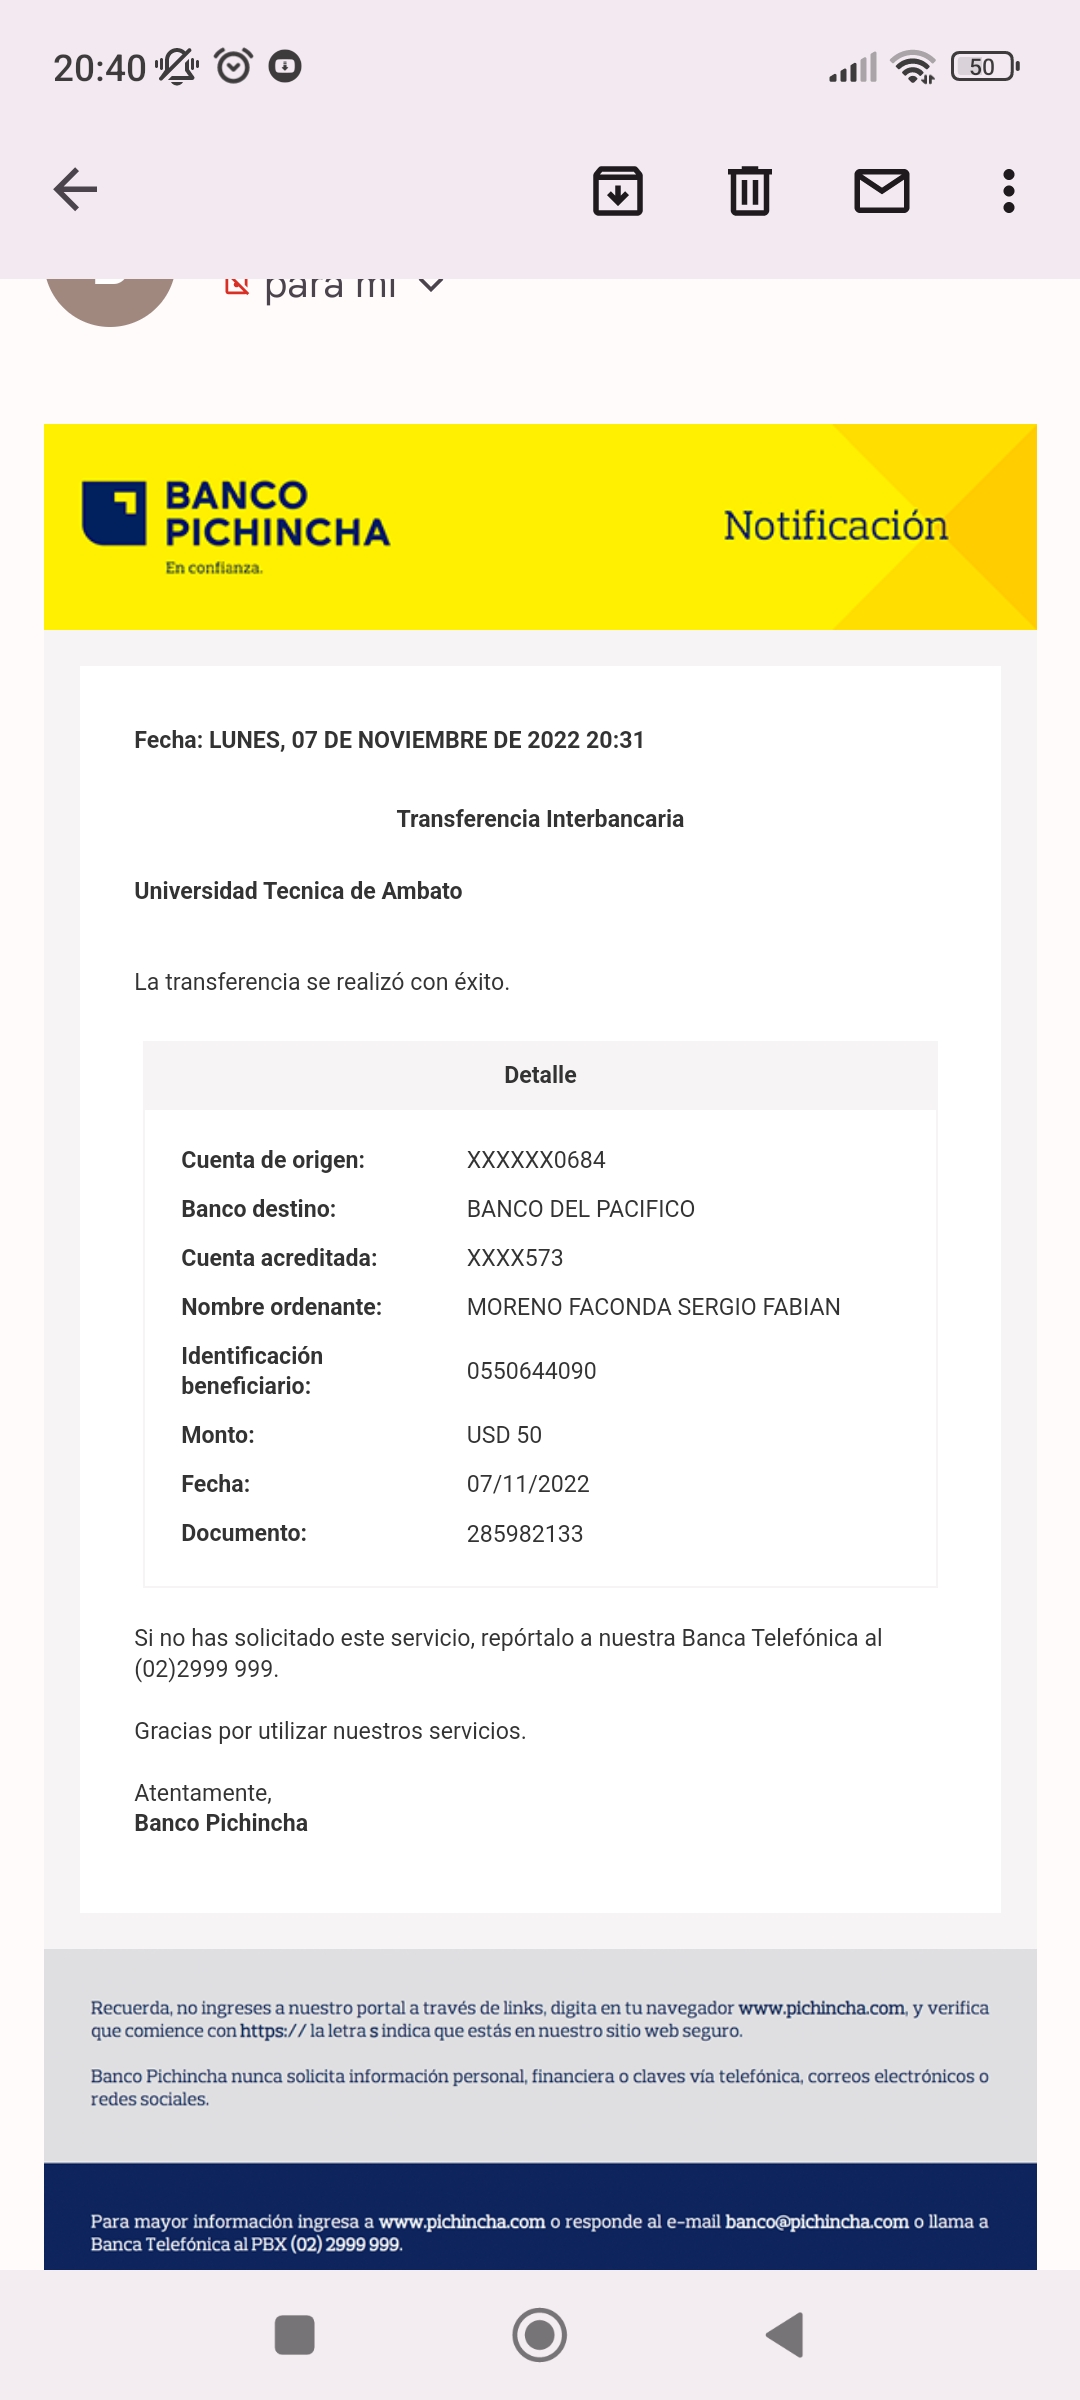 20:40
50
para mí
BANCO
PICHINCHA
En confianza.
Notificación
Fecha: LUNES, 07 DE NOVIEMBRE DE 2022 20:31
Transferencia Interbancaria
Universidad Tecnica de Ambato
La transferencia se realizó con éxito.
Detalle
Cuenta de origen: XXXXXX0684
Banco destino: BANCO DEL PACIFICO
Cuenta acreditada: XXXX573
Nombre ordenante: MORENO FACONDA SERGIO FABIAN
Identificación
beneficiario: 0550644090
Monto: USD 50
Fecha: 07/11/2022
Documento: 285982133
Si no has solicitado este servicio, repórtalo a nuestra Banca Telefónica al
(02)2999 999.
Gracias por utilizar nuestros servicios.
Atentamente,
Banco Pichincha
Recuerda, no ingreses a nuestro portal a través de links, digita en tu navegador www.pichincha.com, y verifica
que comience con https:// la letra s indica que estás en nuestro sitio web seguro.
Banco Pichincha nunca solicita información personal, financiera o claves vía telefónica, correos electrónicos o
redes sociales.
Para mayor información ingresa a www.pichincha.com o responde al e-mail banco@pichincha.com o llama a
Banca Telefónica al PBX (02) 2999 999.